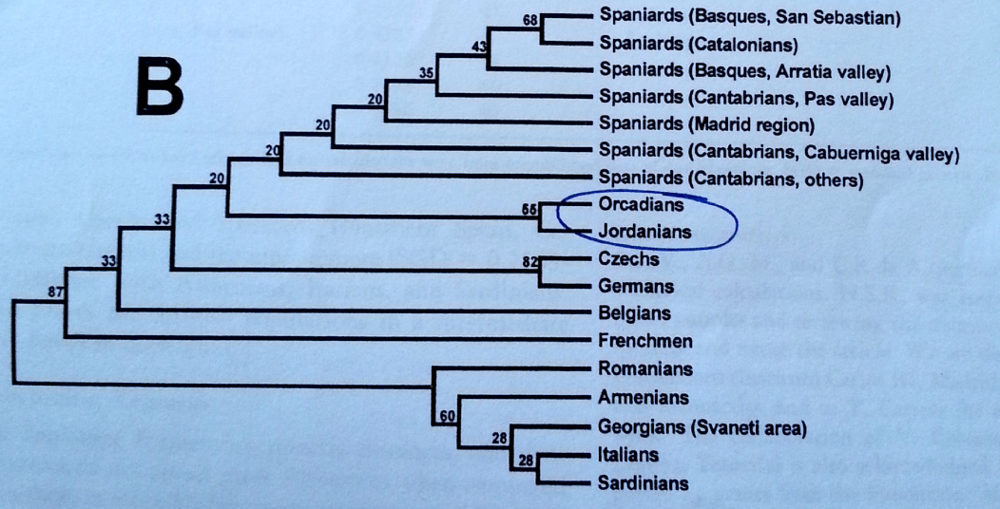 B
68 Spaniards (Basques, San Sebastian)
Spaniards (Catalonians)
43 Spaniards (Basques, Arratia valley)
35 Spaniards (Cantabrians, Pas valley)
20 Spaniards (Madrid region)
20 Spaniards (Cantabrians, Cabuerniga valley)
20 Spaniards (Cantabrians, others)
20
55 Orcadians
Jordanians
33
82 Czechs
Germans
33 Belgians
87 Frenchmen
Romanians
Armenians
60
28 Georgians (Svaneti area)
28 Italians
Sardinians